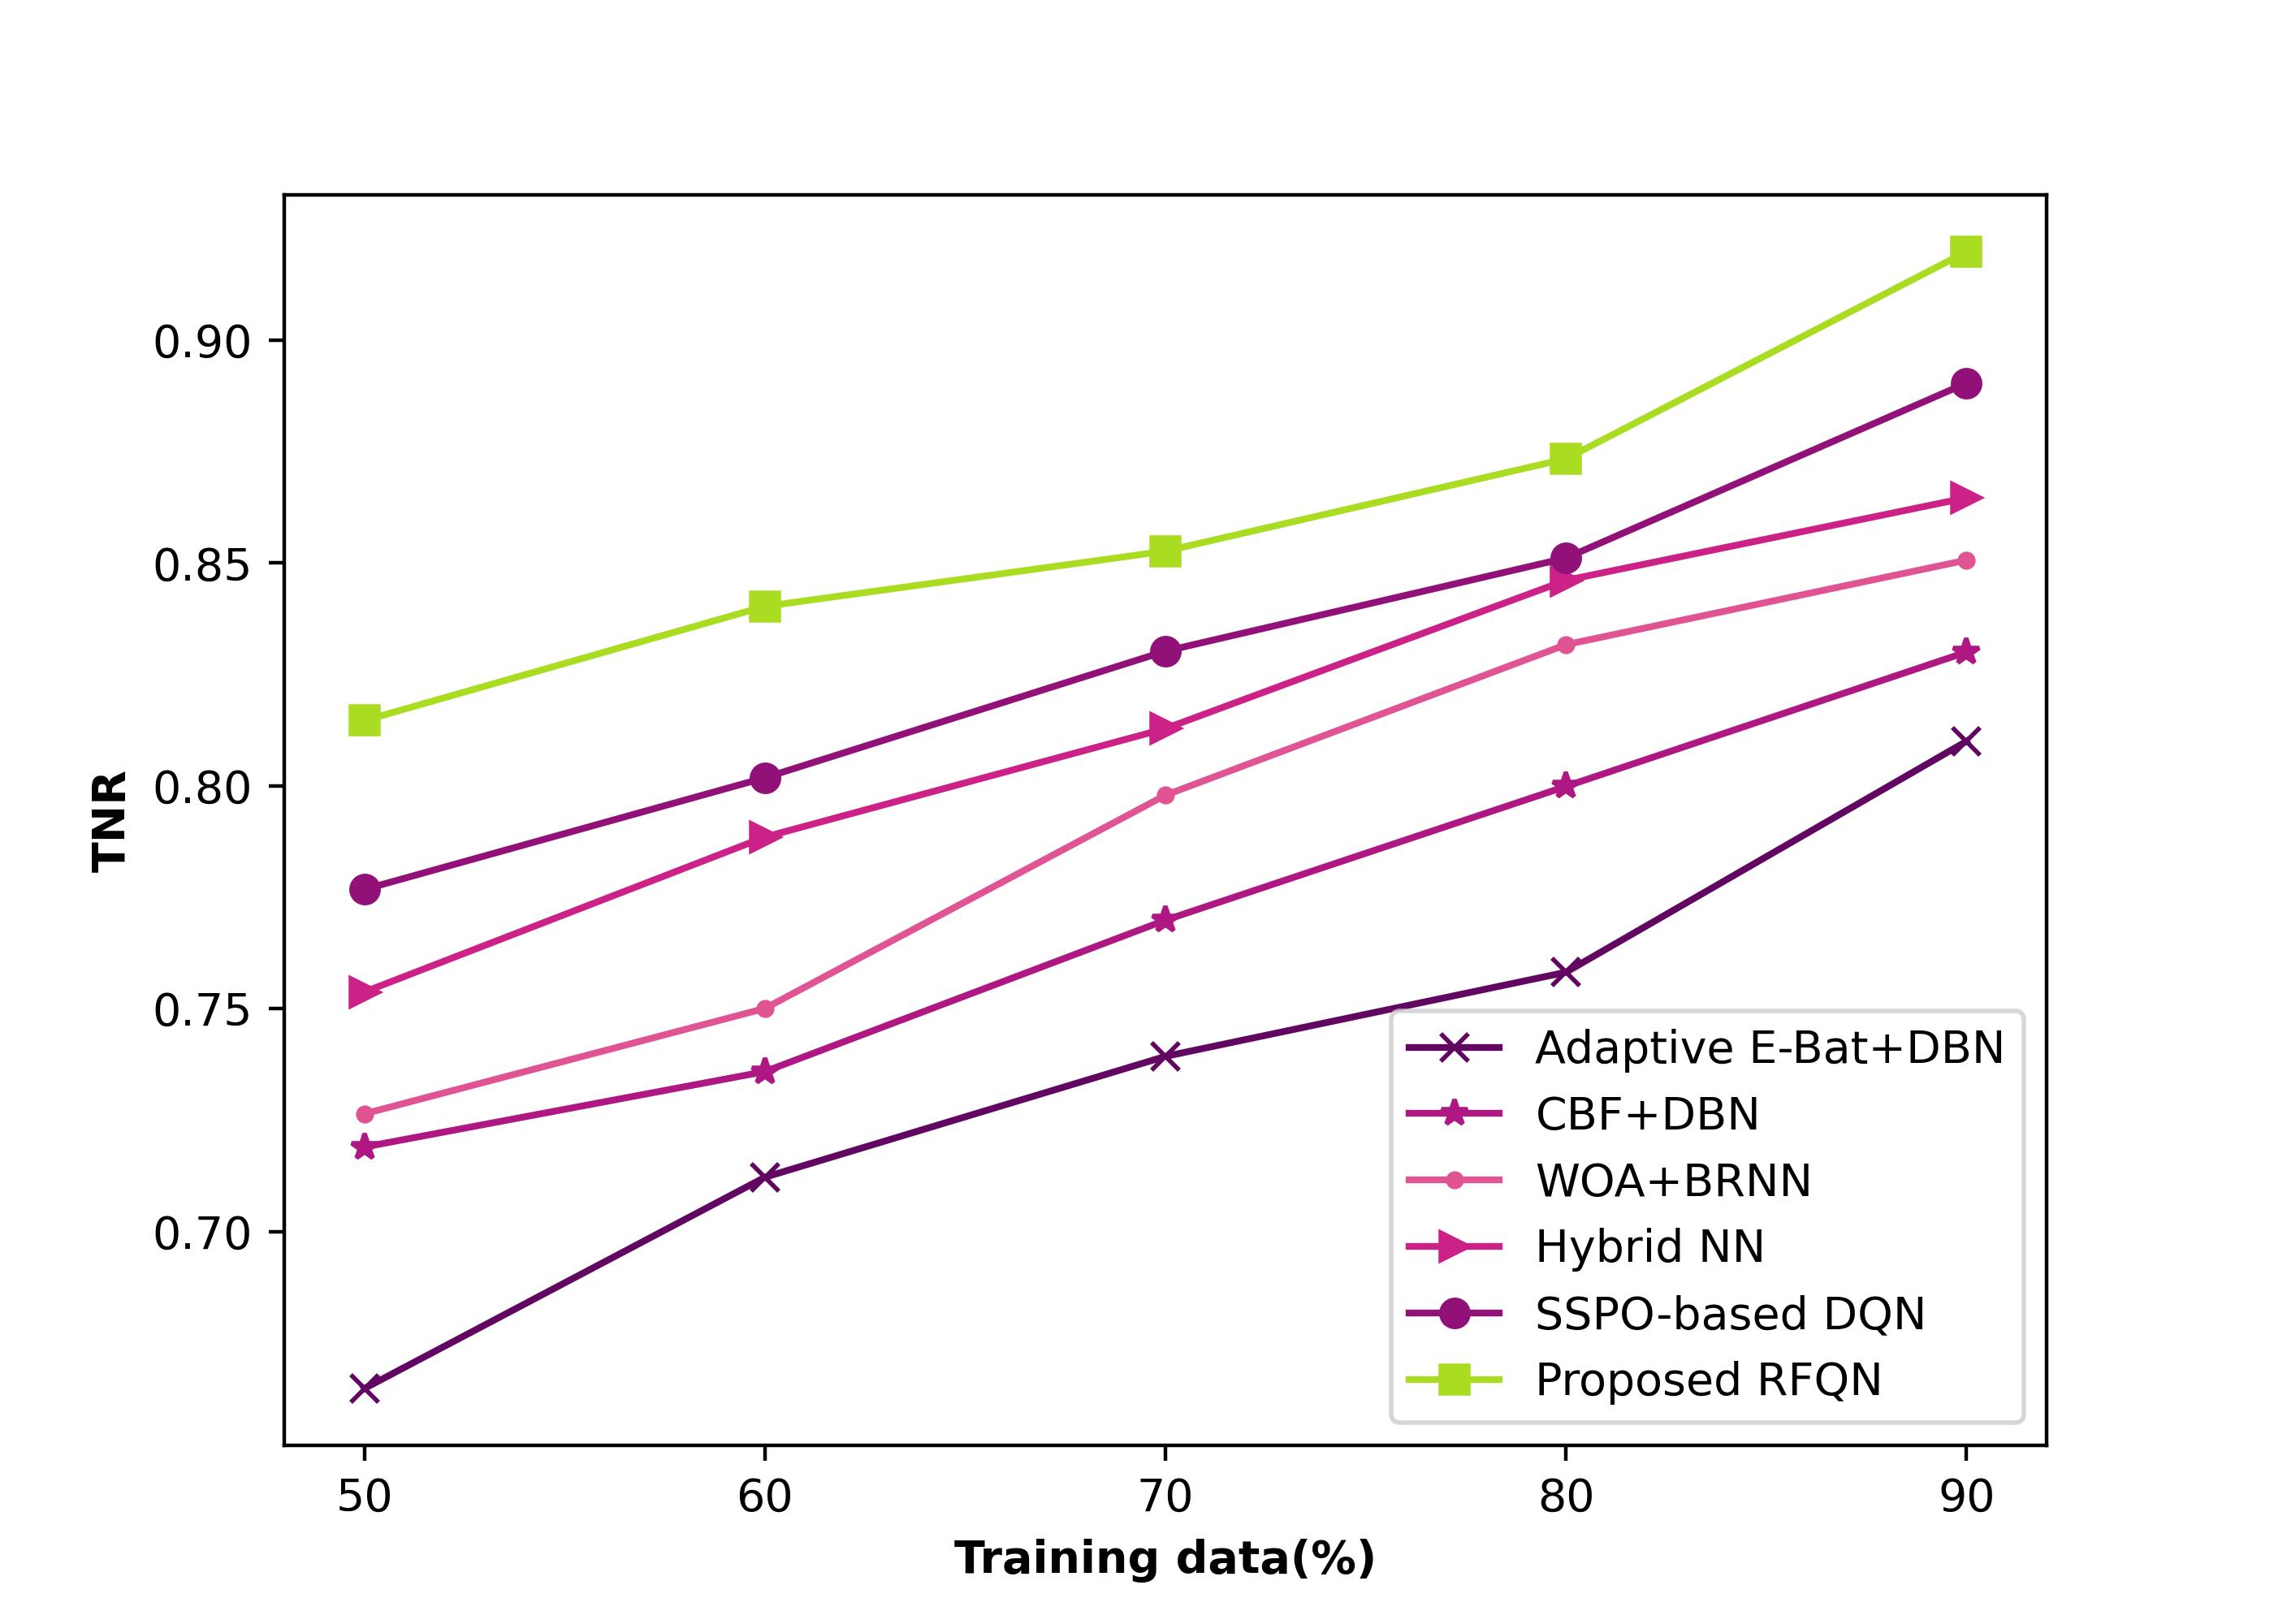 0.90
0.85
0.80
0.75
0.70
TNR
50 60 70 80 90
Training data(%)
Adaptive E-Bat+DBN
CBF+DBN
WOA+BRNN
Hybrid NN
SSPO-based DQN
Proposed RFQN